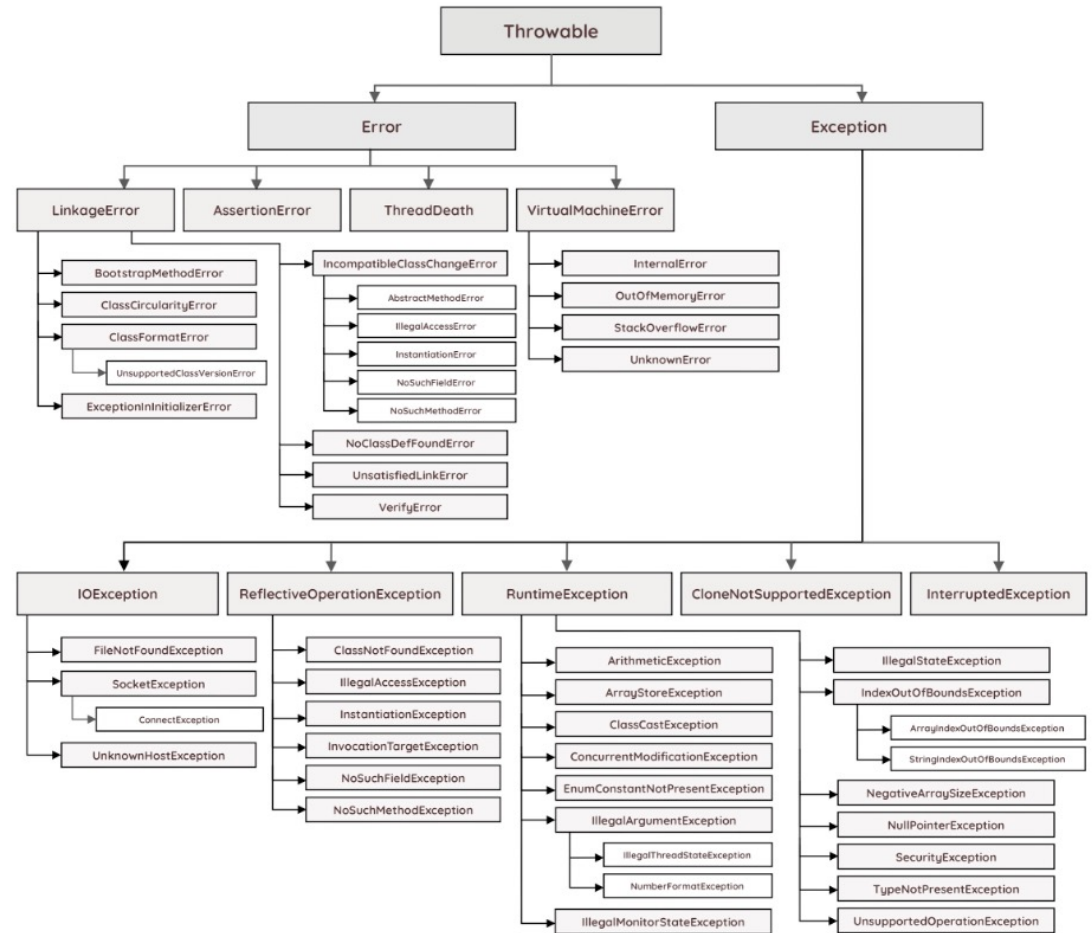 Throwable
Error
Exception
LinkageError
AssertionError
ThreadDeath
VirtualMachineError
BootstrapMethodError
ClassCircularityError
ClassFormatError
UnsupportedClassVersionError
ExceptionInInitializerError
IncompatibleClassChangeError
AbstractMethodError
IllegalAccessError
InstantiationError
NoSuchFieldError
NoSuchMethodError
NoClassDefFoundError
UnsatisfiedLinkError
VerifyError
InternalError
OutOfMemoryError
StackOverflowError
UnknownError
IOException
ReflectiveOperationException
RuntimeException
CloneNotSupportedException
InterruptedException
FileNotFoundException
SocketException
ConnectException
UnknownHostException
ClassNotFoundException
IllegalAccessException
InstantiationException
InvocationTargetException
NoSuchFieldException
NoSuchMethodException
ArithmeticException
ArrayStoreException
ClassCastException
ConcurrentModificationException
EnumConstantNotPresentException
IllegalArgumentException
IllegalThreadStateException
NumberFormatException
IllegalMonitorStateException
IllegalStateException
IndexOutOfBoundsException
ArrayIndexOutOfBoundsException
StringIndexOutOfBoundsException
NegativeArraySizeException
NullPointerException
SecurityException
TypeNotPresentException
UnsupportedOperationException